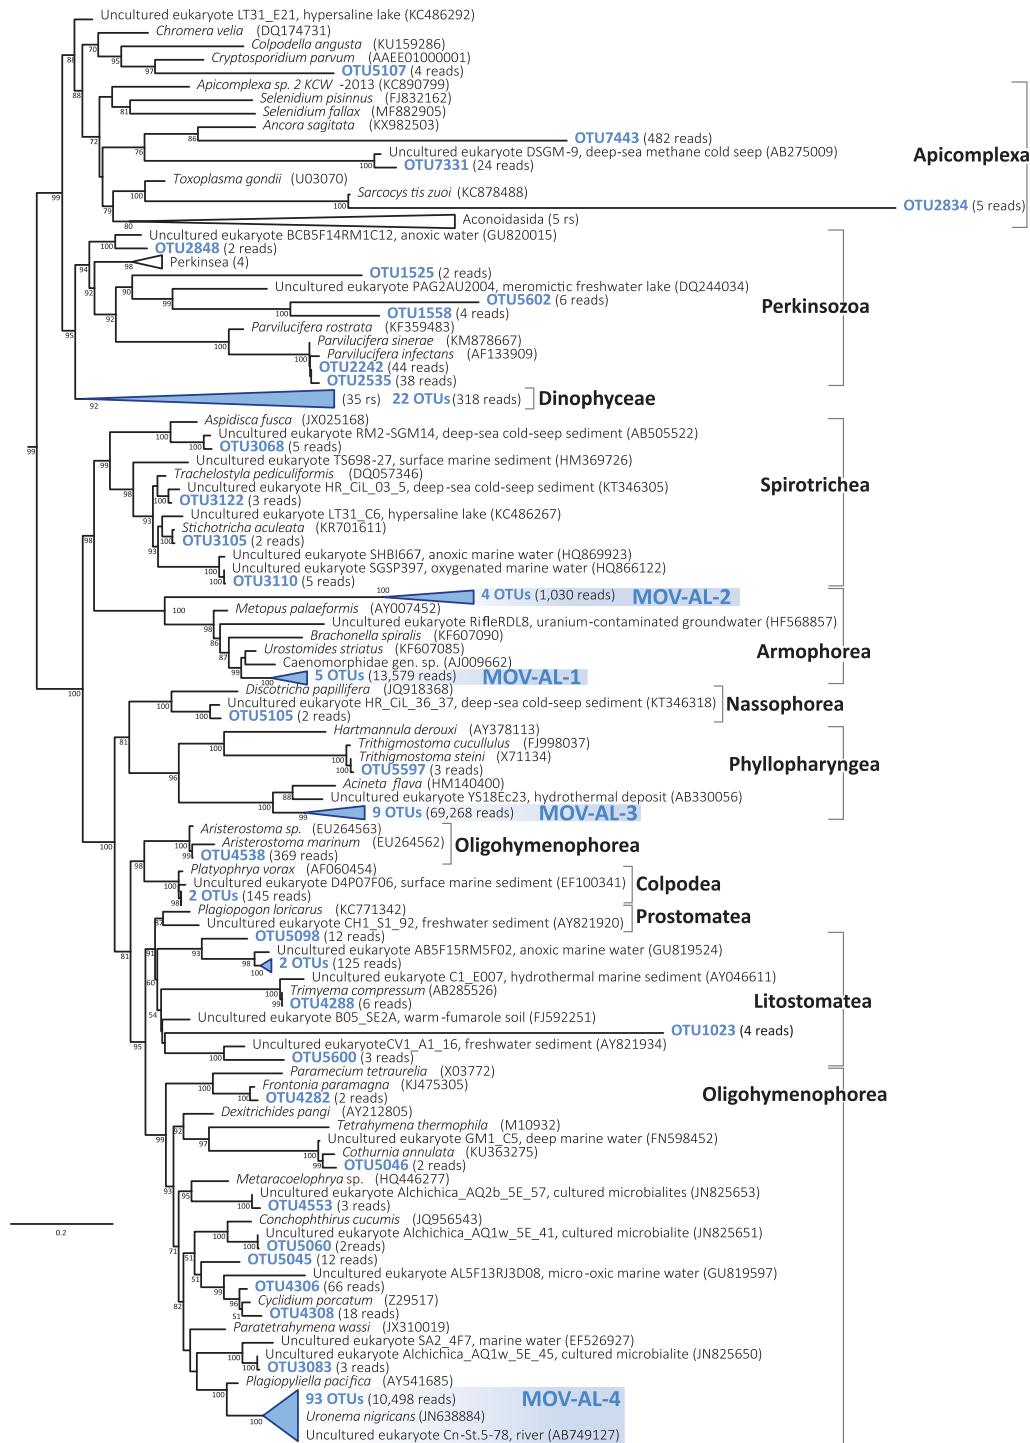 Uncultured eukaryote LT31_E21, hypersaline lake (KC486292)
Chromera velia (DQ174731)
Colpodella angusta (KU159286)
Cryptosporidium parvum (AAEE01000001)
OTU5107 (4 reads)
Apicomplexa sp. 2 KCW -2013 (KC890799)
Selenidium pisinnus (FJ832162)
Selenidium fallax (MF882905)
Ancora sagitata (KX982503)
OTU7443 (482 reads)
Uncultured eukaryote DSGM-9, deep-sea methane cold seep (AB275009)
OTU7331 (24 reads)
Apicomplexa
Toxoplasma gondii (U03070)
Sarcocys tis zuoi (KC878488)
OTU2834 (5 reads)
Aconoidasida (5 rs)
Uncultured eukaryote BCB5F14RM1C12, anoxic water (GU820015)
OTU2848 (2 reads)
Perkinsea (4)
OTU1525 (2 reads)
Uncultured eukaryote PAG2AU2004, meromictic freshwater lake (DQ244034)
OTU5602 (6 reads)
Perkinsozoa
OTU1558 (4 reads)
Parvilucifera rostrata (KF359483)
Parvilucifera sinerae (KM878667)
Parvilucifera infectans (AF133909)
OTU2242 (44 reads)
OTU2535 (38 reads)
(35 rs) 22 OTUs (318 reads) Dinophyceae
Aspidisca fusca (JX025168)
Uncultured eukaryote RM2-SGM14, deep-sea cold-seep sediment (AB505522)
OTU3068 (5 reads)
Uncultured eukaryote TS698-27, surface marine sediment (HM369726)
Trachelostyla pediculiformis (DQ057346)
Uncultured eukaryote HR_CiL_03_5, deep-sea cold-seep sediment (KT346305)
Spirotrichea
OTU3122 (3 reads)
Uncultured eukaryote LT31_C6, hypersaline lake (KC486267)
Stichotricha aculeata (KR701611)
OTU3105 (2 reads)
Uncultured eukaryote SHBI667, anoxic marine water (HQ869923)
Uncultured eukaryote SGSP397, oxygenated marine water (HQ866122)
OTU3110 (5 reads)
4 OTUs (1,030 reads) MOV-AL-2
Metopus palaeformis (AY007452)
Uncultured eukaryote RifleRDL8, uranium-contaminated groundwater (HF568857)
Brachonella spiralis (KF607090)
Urostomides striatus (KF607085)
Armophorea
Caenomorphidae gen. sp. (AJ009662)
5 OTUs (13,579 reads) MOV-AL-1
Discotricha papillifera (JQ918368)
Uncultured eukaryote HR_CiL_36_37, deep-sea cold-seep sediment (KT346318)
Nassophorea
OTU5105 (2 reads)
Hartmannula derouxi (AY378113)
Trithigmostoma cucullulus (FJ998037)
Trithigmostoma steini (X71134)
Phyllopharyngea
OTU5597 (3 reads)
Acineta flava (HM140400)
Uncultured eukaryote YS18Ec23, hydrothermal deposit (AB330056)
9 OTUs (69,268 reads) MOV-AL-3
Aristerostoma sp. (EU264563)
Aristerostoma marinum (EU264562)
Oligohymenophorea
OTU4538 (369 reads)
Platyophrya vorax (AF060454)
Uncultured eukaryote D4P07F06, surface marine sediment (EF100341)
Colpodea
2 OTUs (145 reads)
Plagiopogon loricarus (KC771342)
Prostomatea
Uncultured eukaryote CH1_S1_92, freshwater sediment (AY821920)
OTU5098 (12 reads)
Uncultured eukaryote AB5F15RM5F02, anoxic marine water (GU819524)
2 OTUs (125 reads)
Uncultured eukaryote C1_E007, hydrothermal marine sediment (AY046611)
Trimyema compressum (AB285526)
Litostomatea
OTU4288 (6 reads)
Uncultured eukaryote B05_SE2A, warm-fumarole soil (FJ592251)
OTU1023 (4 reads)
Uncultured eukaryoteCV1_A1_16, freshwater sediment (AY821934)
OTU5600 (3 reads)
Paramecium tetraurelia (X03772)
Frontonia paramagna (KJ475305)
Oligohymenophorea
OTU4282 (2 reads)
Dexitrichides pangi (AY212805)
Tetrahymena thermophila (M10932)
Uncultured eukaryote GM1_C5, deep marine water (FN598452)
Cothurnia annulata (KU363275)
OTU5046 (2 reads)
Metaracoelophrya sp. (HQ446277)
Uncultured eukaryote Alchichica_AQ2b_5E_57, cultured microbialites (JN825653)
OTU4553 (3 reads)
Conchophthirus cucumis (JQ956543)
Uncultured eukaryote Alchichica_AQ1w_5E_41, cultured microbialite (JN825651)
0.2
OTU5060 (2reads)
OTU5045 (12 reads)
Uncultured eukaryote AL5F13RJ3D08, micro-oxic marine water (GU819597)
OTU4306 (66 reads)
Cyclidium porcatum (Z29517)
OTU4308 (18 reads)
Paratetrahymena wassi (JX310019)
Uncultured eukaryote SA2_4F7, marine water (EF526927)
Uncultured eukaryote Alchichica_AQ1w_5E_45, cultured microbialite (JN825650)
OTU3083 (3 reads)
Plagiopyliella pacifica (AY541685)
93 OTUs (10,498 reads) MOV-AL-4
Uronema nigricans (JN638884)
Uncultured eukaryote Cn-St.5-78, river (AB749127)